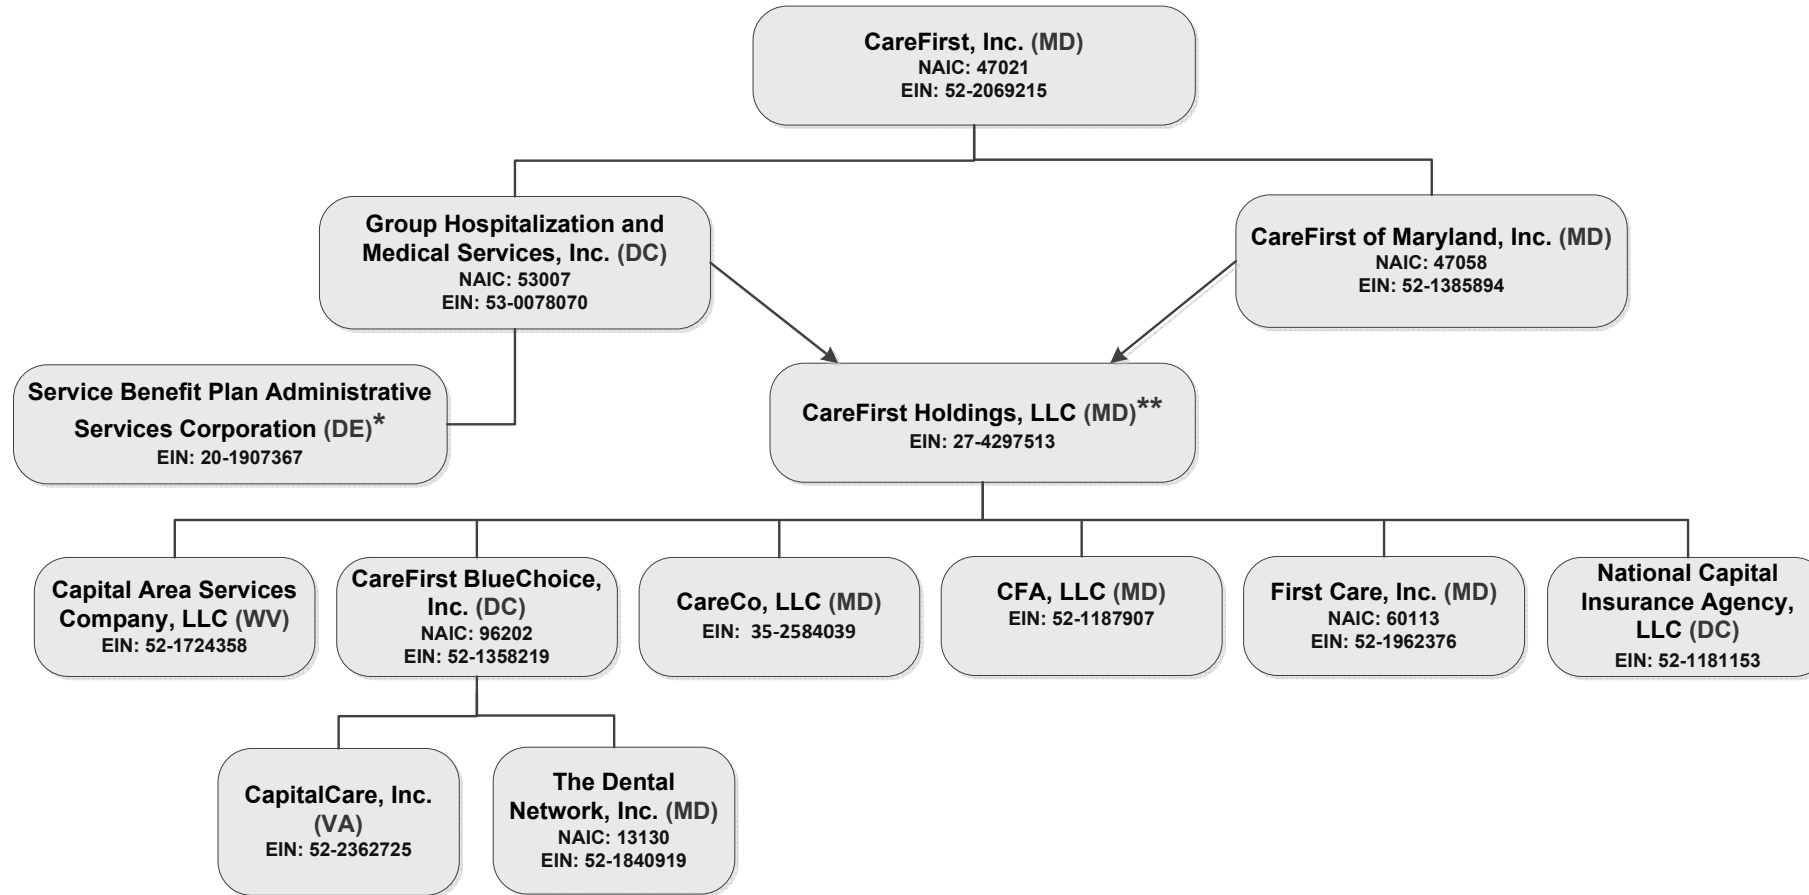 CareFirst, Inc. (MD)
NAIC: 47021
EIN: 52-2069215
Group Hospitalization and
Medical Services, Inc. (DC)
NAIC: 53007
EIN: 53-0078070
CareFirst of Maryland, Inc. (MD)
NAIC: 47058
EIN: 52-1385894
Service Benefit Plan Administrative
Services Corporation (DE)*
EIN: 20-1907367
CareFirst Holdings, LLC (MD)**
EIN: 27-4297513
Capital Area Services
Company, LLC (WV)
EIN: 52-1724358
CareFirst BlueChoice,
Inc. (DC)
NAIC: 96202
EIN: 52-1358219
CareCo, LLC (MD)
EIN: 35-2584039
CFA, LLC (MD)
EIN: 52-1187907
First Care, Inc. (MD)
NAIC: 60113
EIN: 52-1962376
National Capital
Insurance Agency,
LLC (DC)
EIN: 52-1181153
CapitalCare, Inc.
(VA)
EIN: 52-2362725
The Dental
Network, Inc. (MD)
NAIC: 13130
EIN: 52-1840919